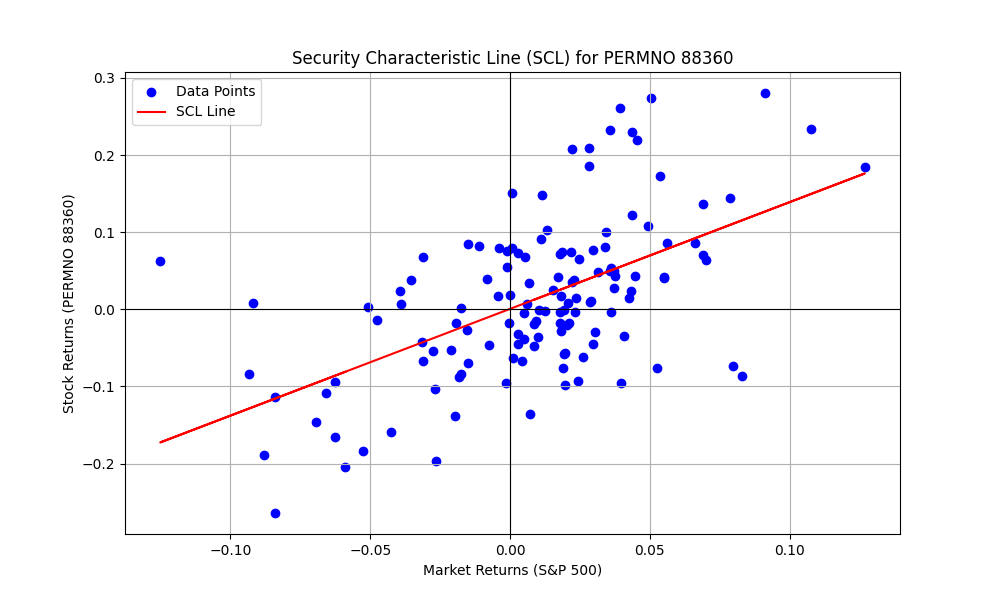 Security Characteristic Line (SCL) for PERMNO 88360
Data Points
SCL Line
Stock Returns (PERMNO 88360)
0.3
0.2
0.1
0.0
−0.1
−0.2
−0.10
−0.05
0.00
0.05
0.10
Market Returns (S&P 500)